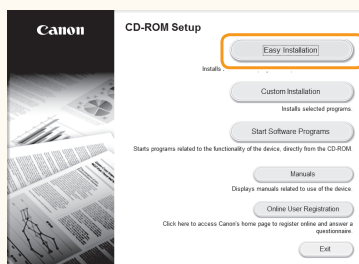 Canon
CD-ROM Setup
Easy Installation
Installs
Custom Installation
Installs selected programs.
Start Software Programs
Starts programs related to the functionality of the device, directly from the CD-ROM.
Manuals
Displays manuals related to use of the device.
Online User Registration
Click here to access Canon's home page to register online and answer a
questionnaire.
Exit